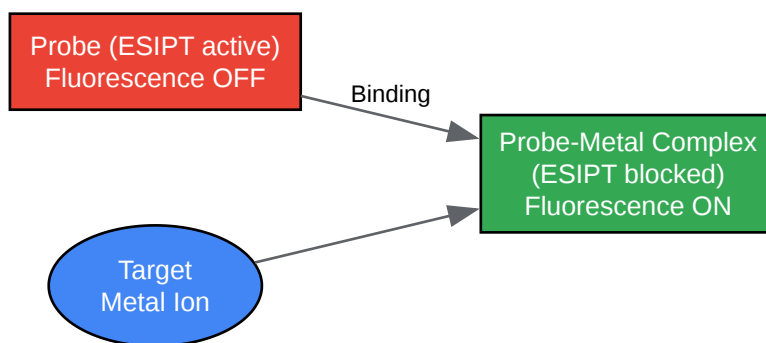 Probe (ESIPT active)
Fluorescence OFF
Binding
Probe-Metal Complex
(ESIPT blocked)
Fluorescence ON
Target
Metal Ion